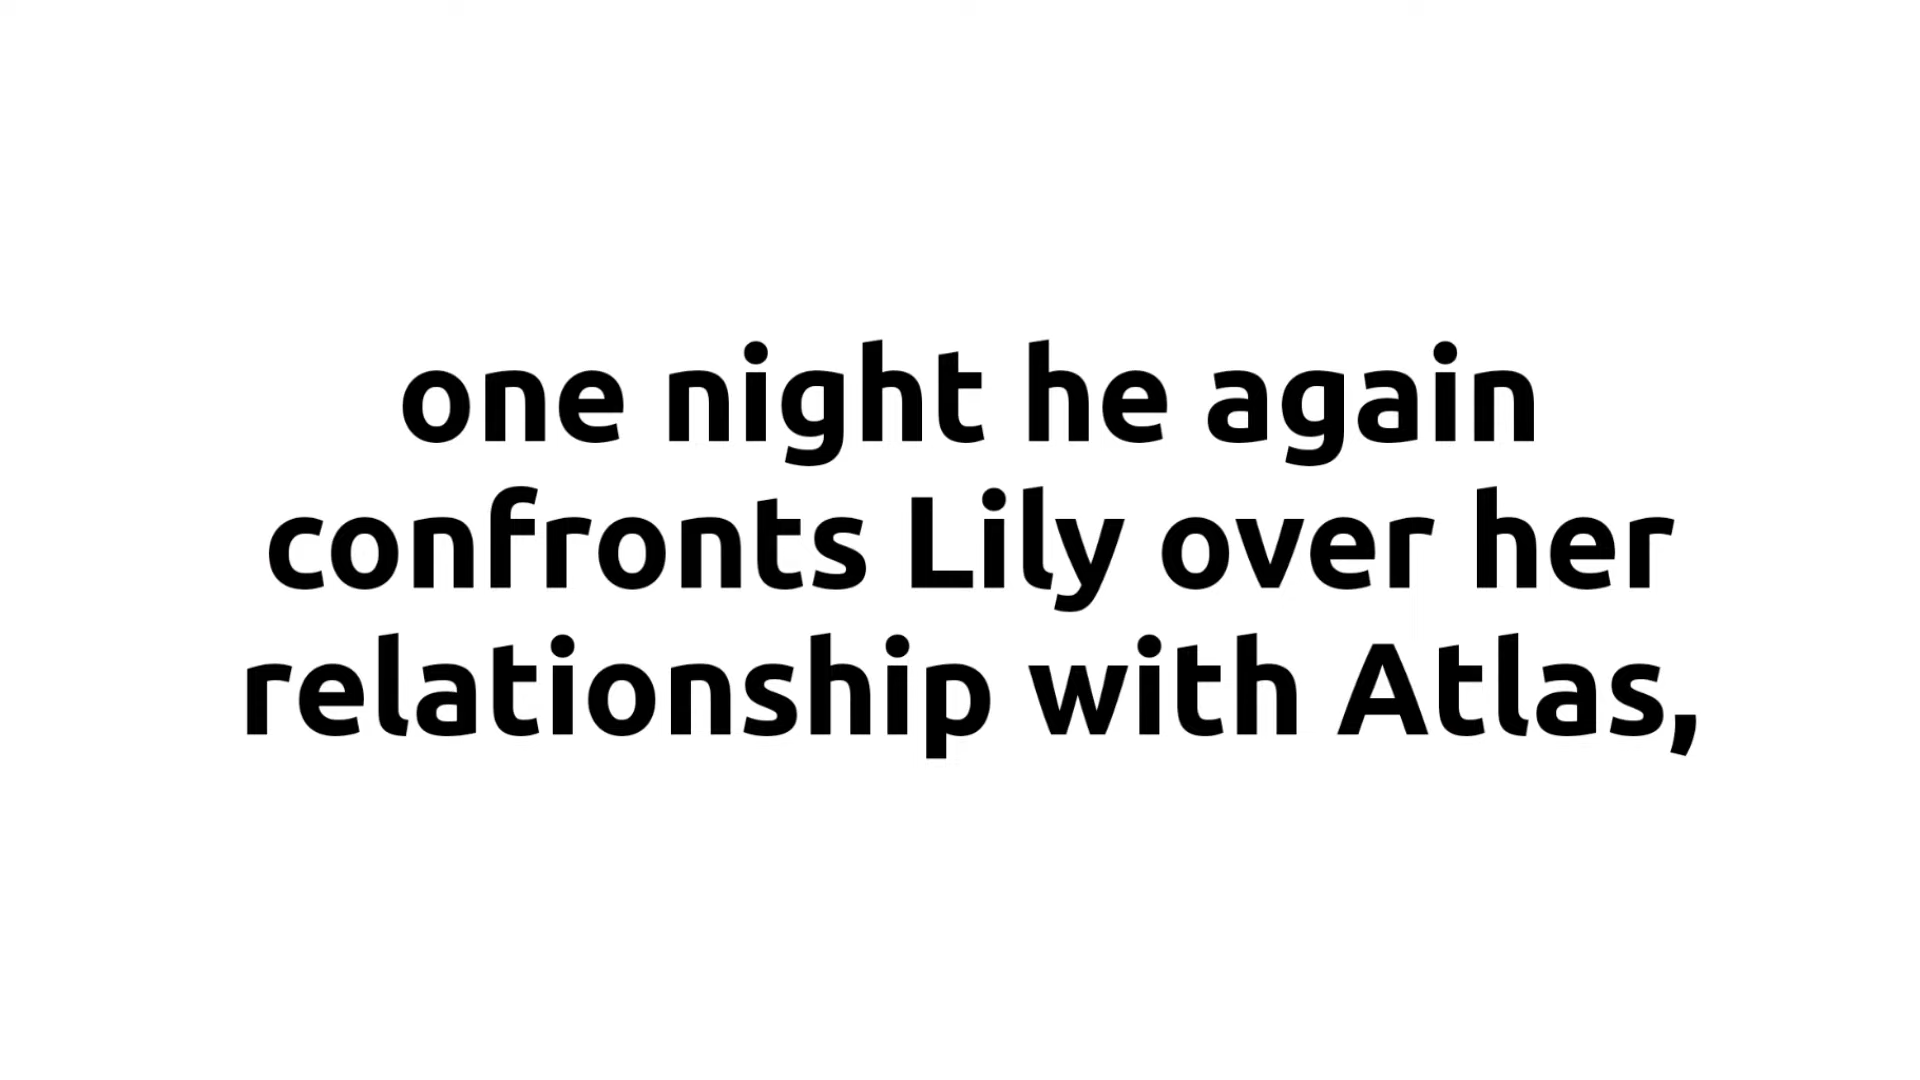 one night he again
confronts Lily over her
relationship with Atlas,